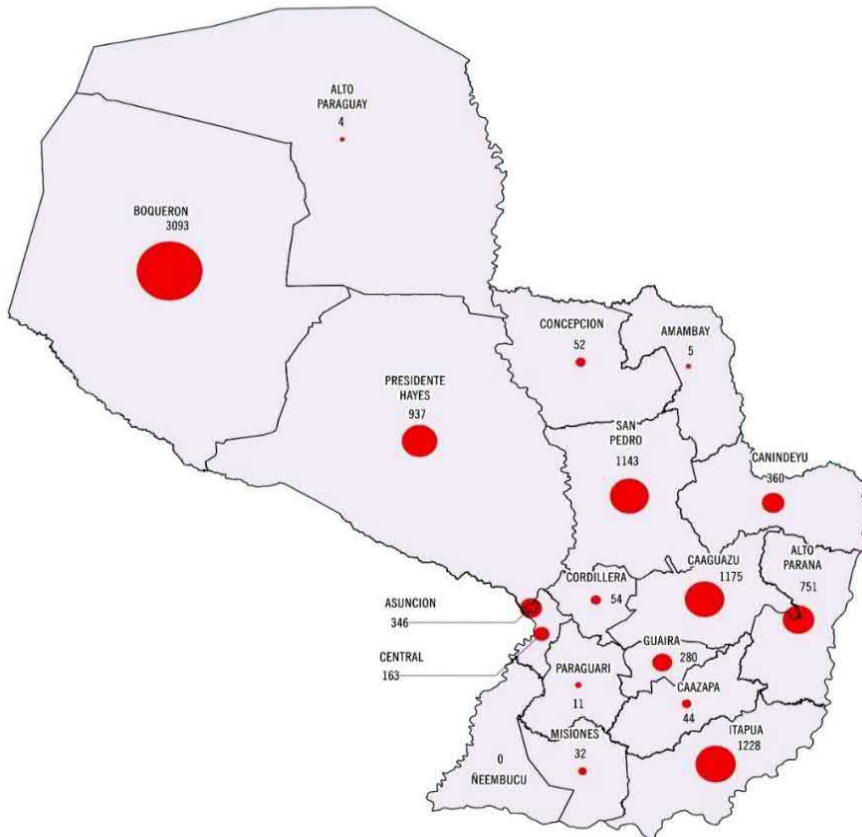 ALTO
PARAGUAY
4
BOQUERON
3093
CONCEPCION
52
AMAMBAY
5
PRESIDENTE
HAYES
937
SAN
PEDRO
1143
CANINDEYU
360
CAAGUAZU
1175
ALTO
PARANA
751
CORDILLERA
54
ASUNCION
346
CENTRAL
163
GUAIRA
280
PARAGUARI
11
CAAZAPA
44
MISIONES
32
ITAPUA
1228
0
ÑEEMBUCU